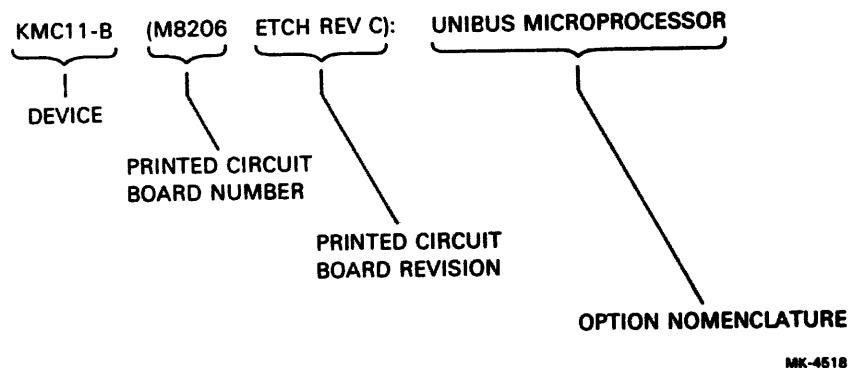 KMC11-B (M8206 ETCH REV C): UNIBUS MICROPROCESSOR
DEVICE
PRINTED CIRCUIT
BOARD NUMBER
PRINTED CIRCUIT
BOARD REVISION
OPTION NOMENCLATURE
MK-4518